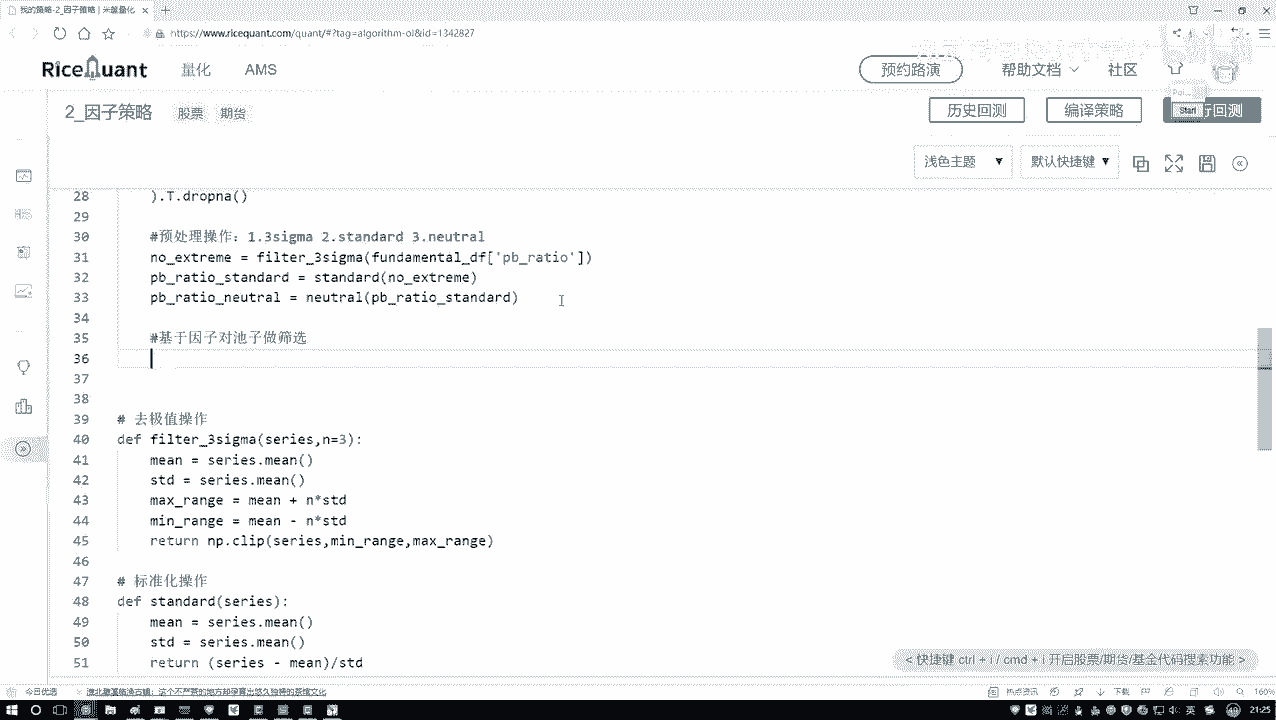 我的策略-2_因子策略 | 米筐量化
https://www.ricequant.com/quant/#?tag=algorithm-ol&id=1342827
RiceQuant 量化 AMS 预约路演 帮助文档 社区
2_因子策略 股票 期货 历史回测 编译策略 Start 行回测
浅色主题 默认快捷键
28 ).T.dropna()
29
30 #预处理操作：1.3sigma 2.standard 3.neutral
31 no_extreme = filter_3sigma(fundamental_df['pb_ratio'])
32 pb_ratio_standard = standard(no_extreme)
33 pb_ratio_neutral = neutral(pb_ratio_standard)
34
35 #基于因子对池子做筛选
36
37
38
39 # 去极值操作
40 def filter_3sigma(series,n=3):
41 mean = series.mean()
42 std = series.mean()
43 max_range = mean + n*std
44 min_range = mean - n*std
45 return np.clip(series,min_range,max_range)
46
47 # 标准化操作
48 def standard(series):
49 mean = series.mean()
50 std = series.mean()
51 return (series - mean)/std
<快捷键 ctrl + i / cmd + i 开启股票/期货/基金代码搜索功能 >
今日优选
热点资讯 下载 160%
英 21:25